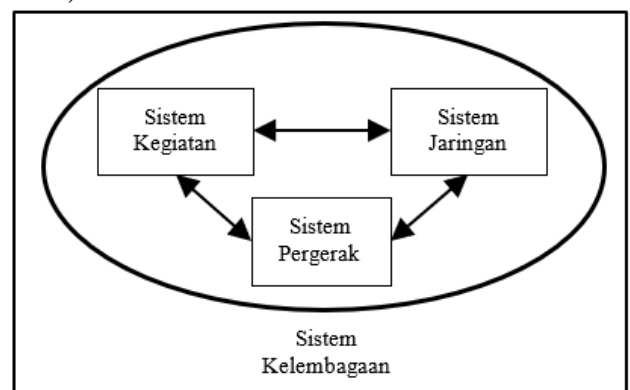 )
Sistem
Kegiatan
Sistem
Jaringan
Sistem
Pergerak
Sistem
Kelembagaan